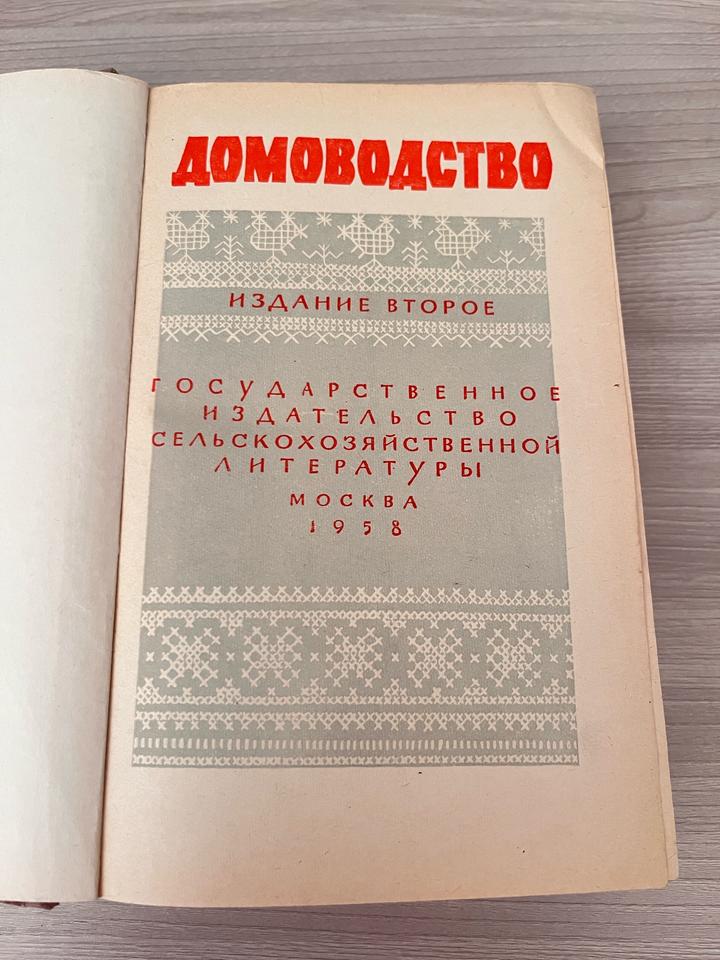 ДОМОВОДСТВО
ИЗДАНИЕ ВТОРОЕ
ГОСУДАРСТВЕННОЕ
ИЗДАТЕЛЬСТВО
СЕЛЬСКОХОЗЯЙСТВЕННОЙ
ЛИТЕРАТУРЫ
МОСКВА
1958